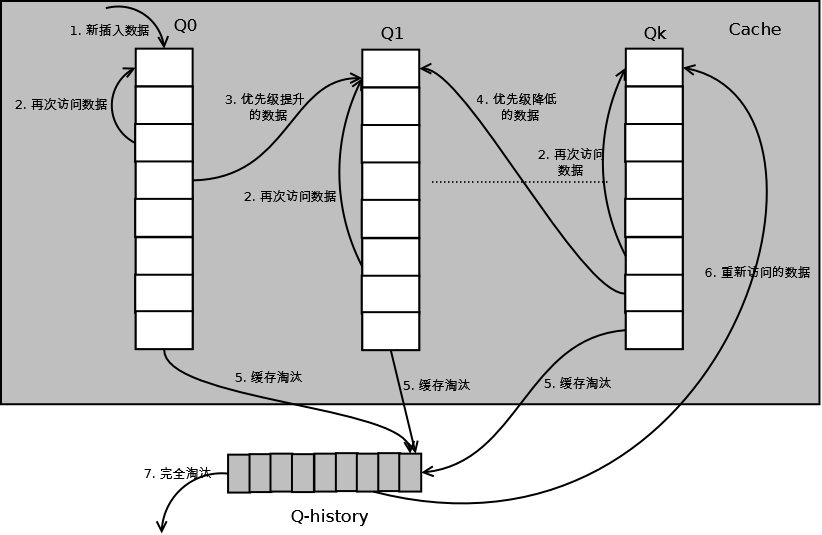 1. 新插入数据
Q0
Q1
Qk
Cache
2. 再次访问数据
3. 优先级提升
的数据
4. 优先级降低
的数据
2. 再次访问
数据
2. 再次访问数据
6. 重新访问的数据
5. 缓存淘汰
5. 缓存淘汰
5. 缓存淘汰
7. 完全淘汰
Q-history